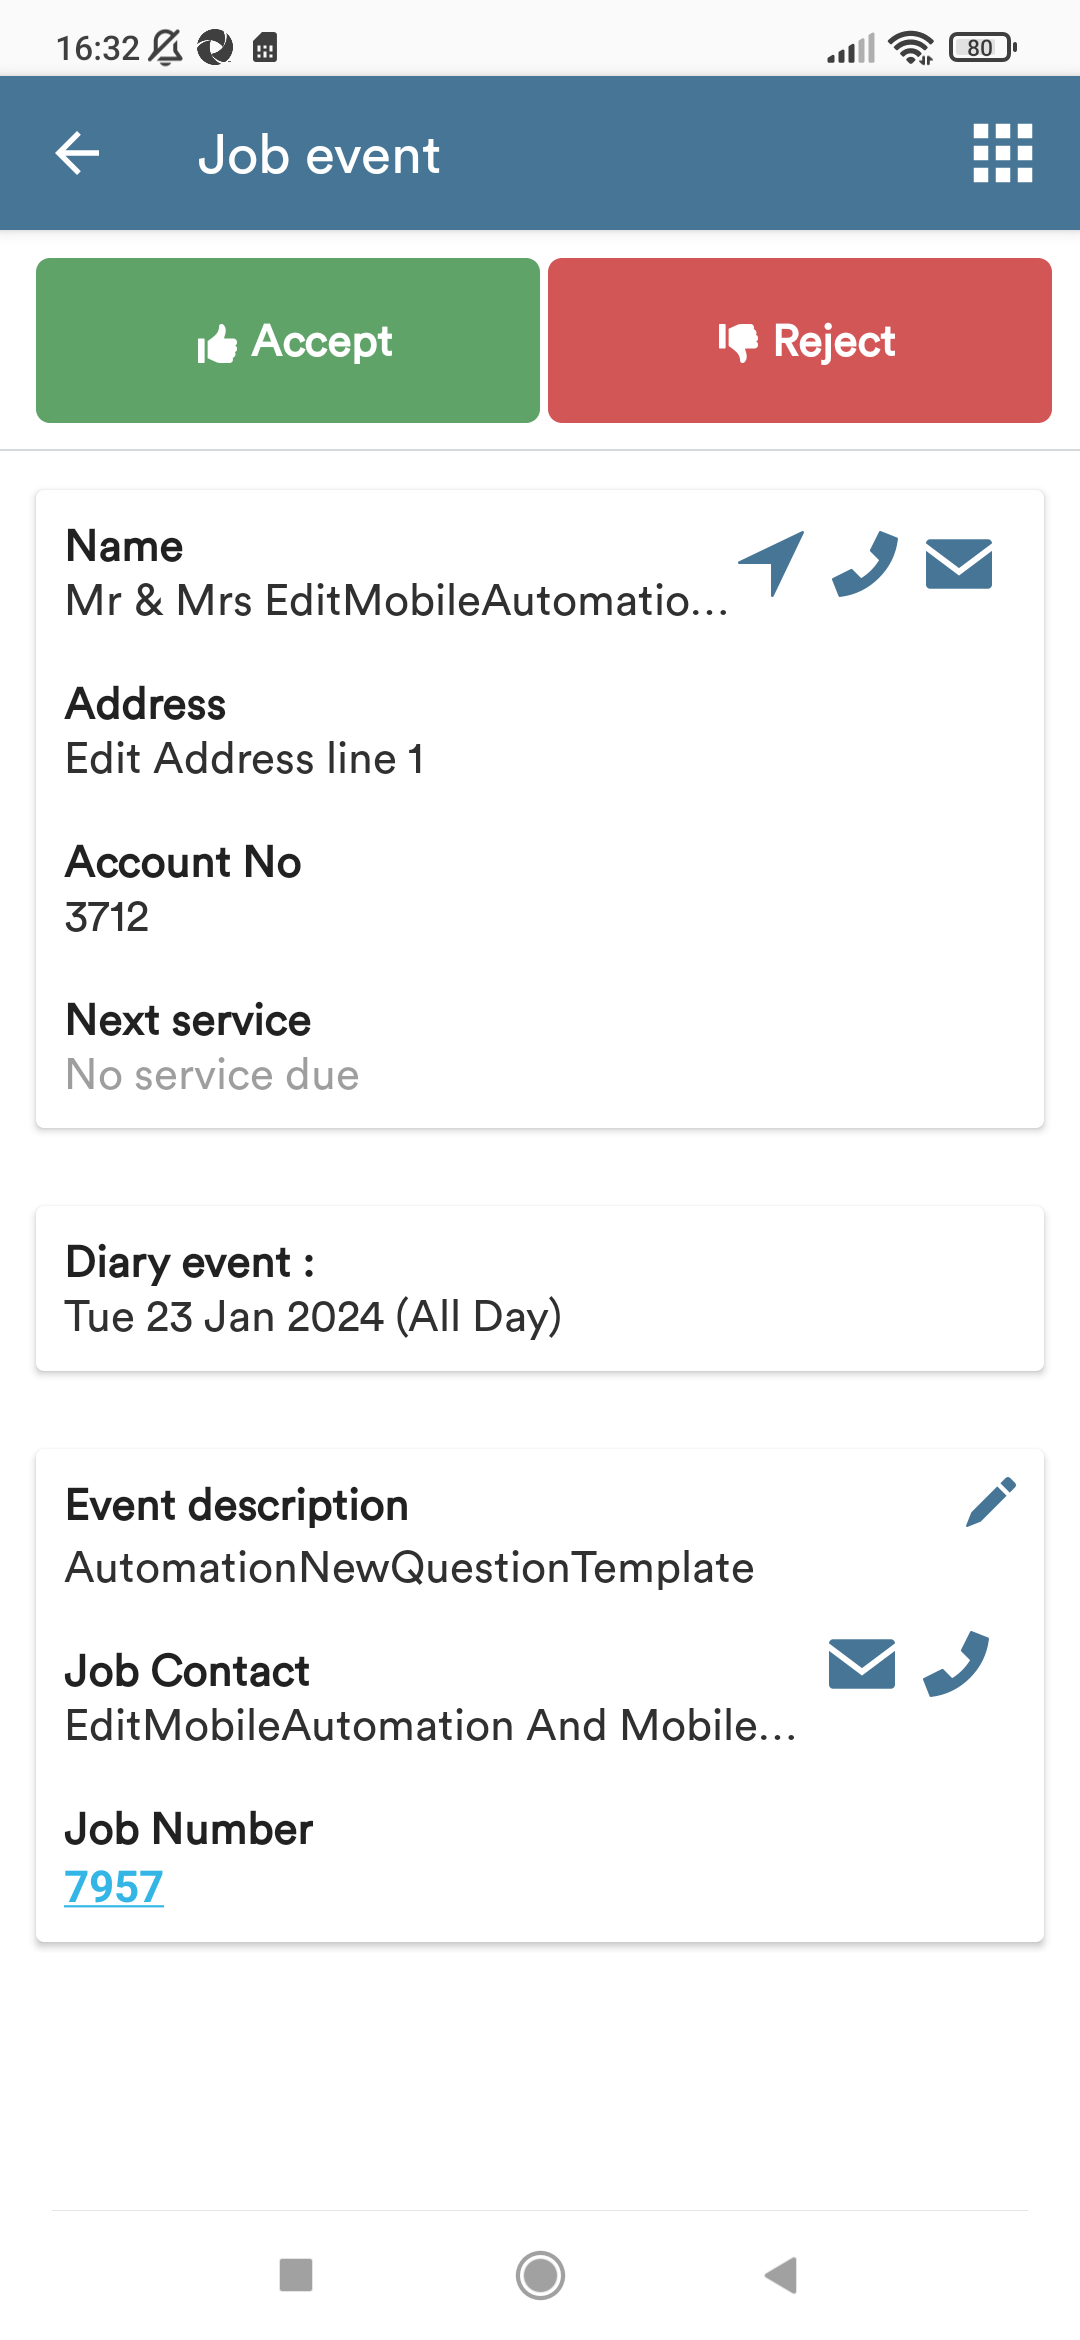 16:32
80
Job event
Accept
Reject
Name
Mr & Mrs EditMobileAutomatio...
Address
Edit Address line 1
Account No
3712
Next service
No service due
Diary event :
Tue 23 Jan 2024 (All Day)
Event description
AutomationNewQuestionTemplate
Job Contact
EditMobileAutomation And Mobile...
Job Number
7957